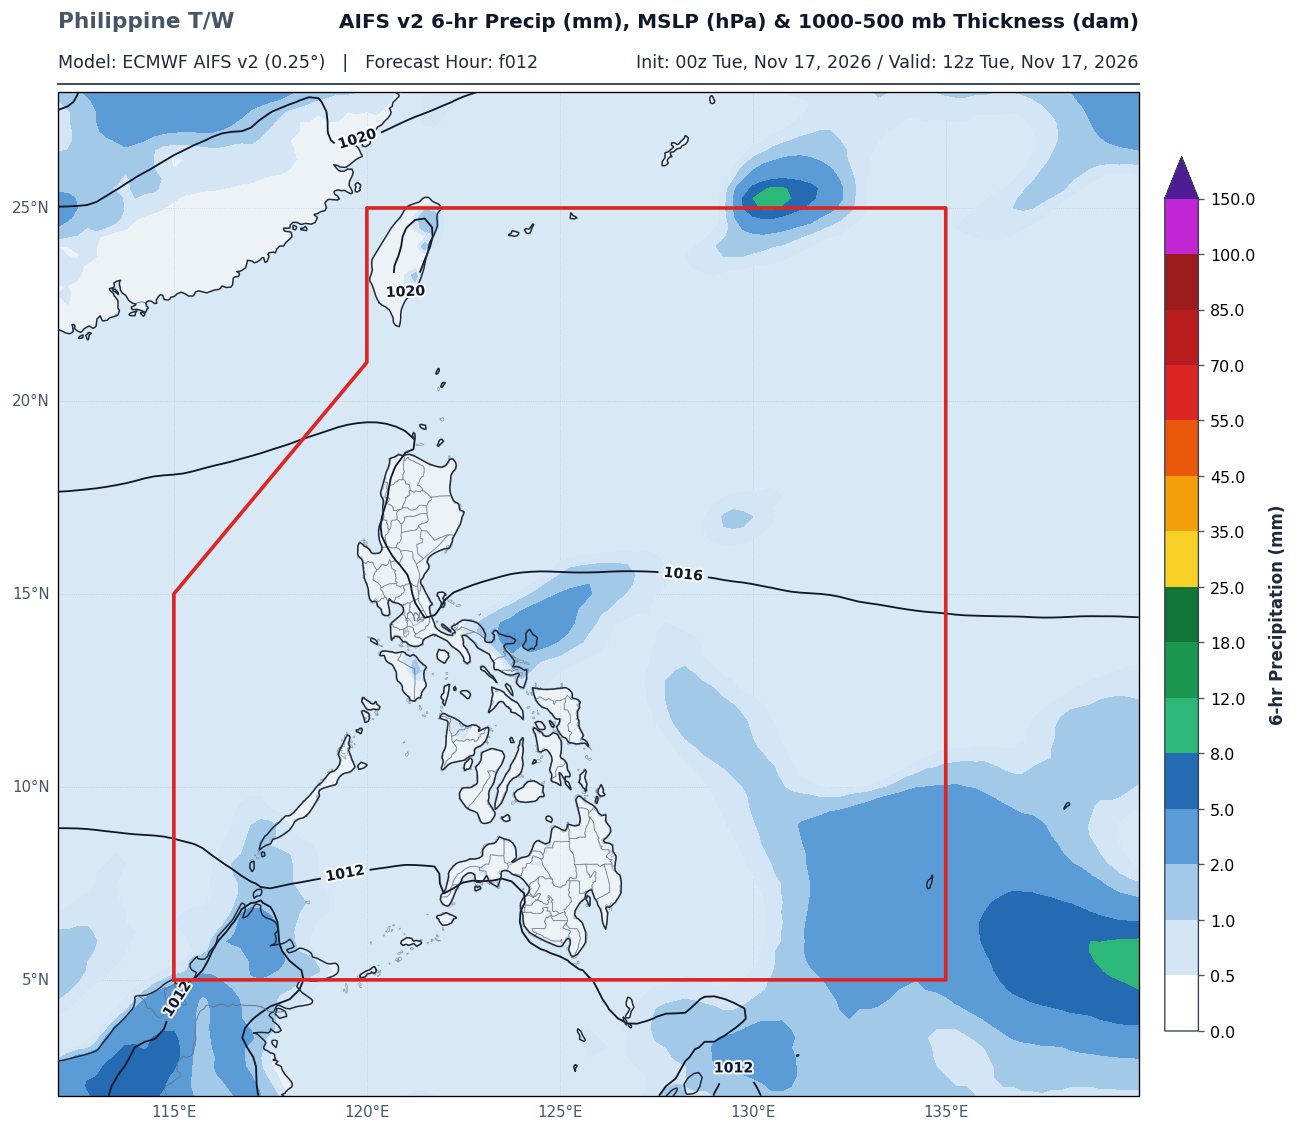 Philippine T/W
AIFS v2 6-hr Precip (mm), MSLP (hPa) & 1000-500 mb Thickness (dam)
Model: ECMWF AIFS v2 (0.25°) | Forecast Hour: f012
Init: 00z Tue, Nov 17, 2026 / Valid: 12z Tue, Nov 17, 2026
1020
25°N
1020
20°N
1016
15°N
10°N
1012
5°N
1012
1012
115°E
120°E
125°E
130°E
135°E
150.0
100.0
85.0
70.0
55.0
45.0
35.0
25.0
18.0
12.0
8.0
5.0
2.0
1.0
0.5
0.0
6-hr Precipitation (mm)